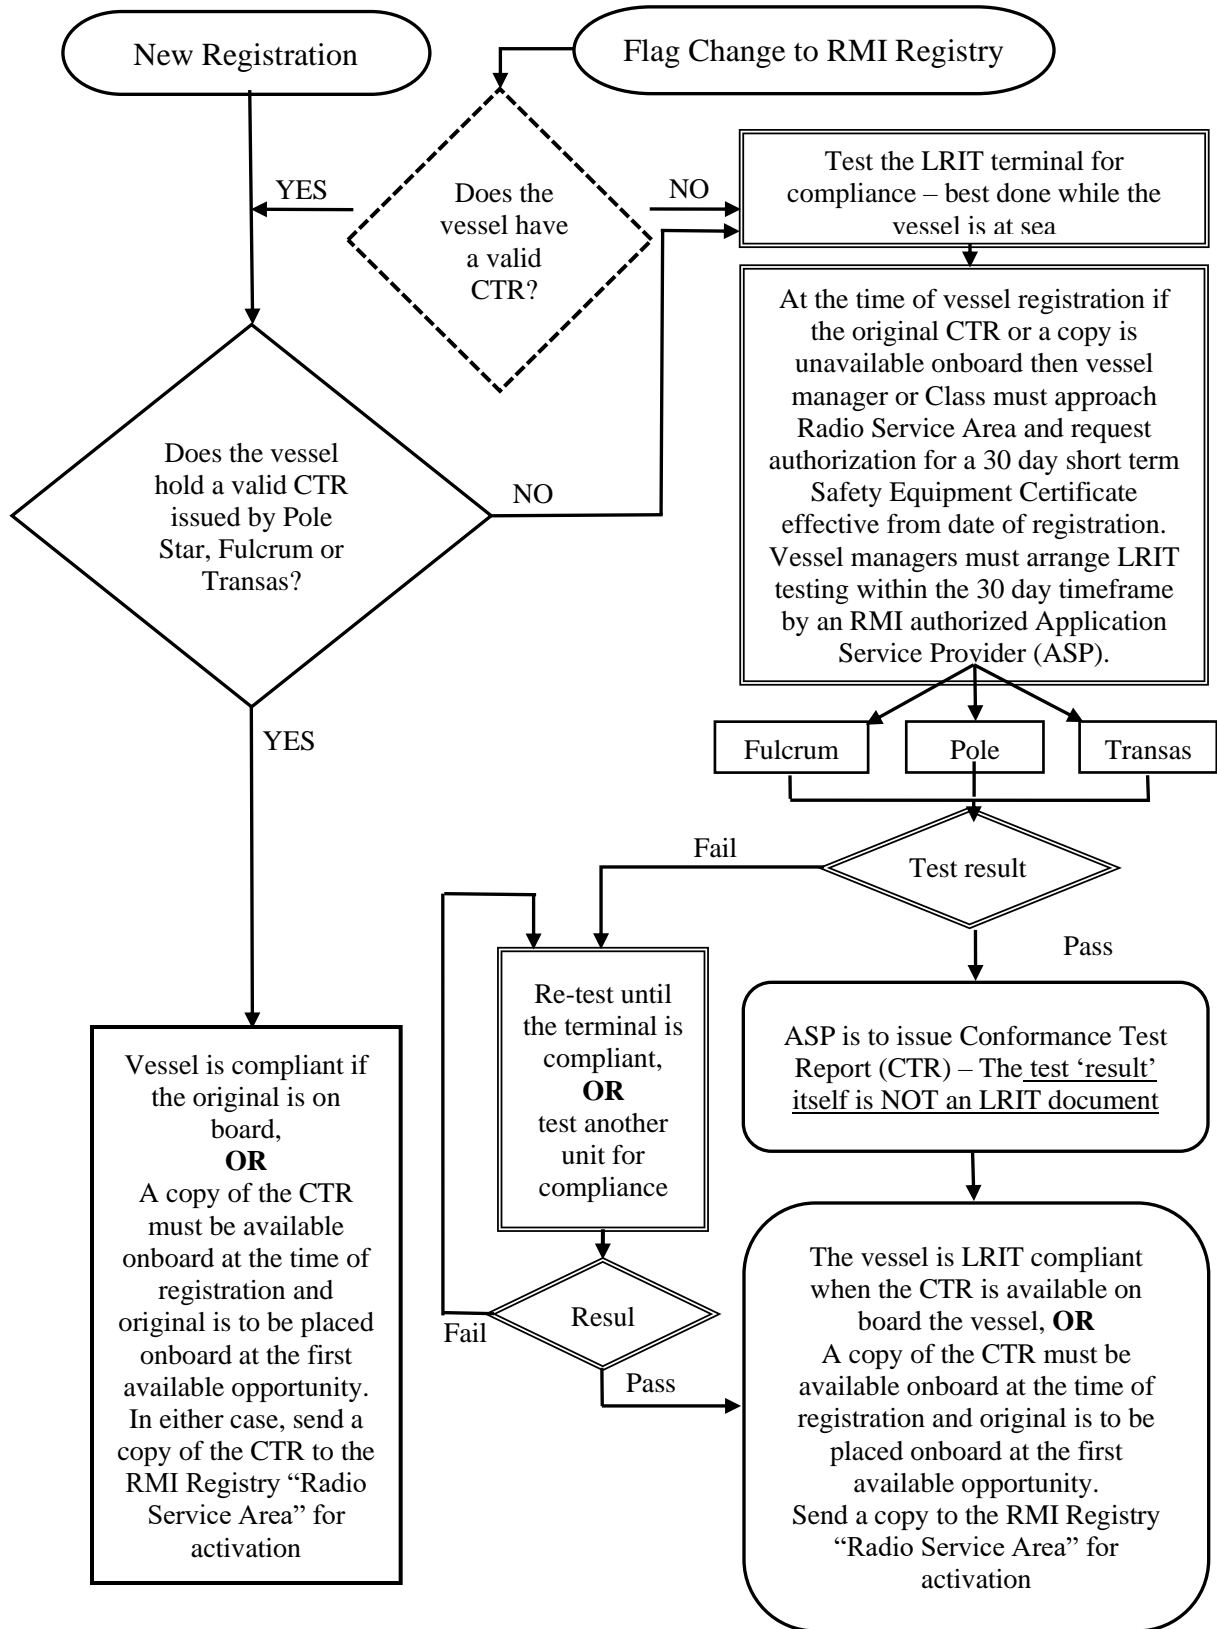 New Registration
Flag Change to RMI Registry
YES
Does the
vessel have
a valid
CTR?
NO
Test the LRIT terminal for
compliance – best done while the
vessel is at sea
At the time of vessel registration if
the original CTR or a copy is
unavailable onboard then vessel
manager or Class must approach
Radio Service Area and request
authorization for a 30 day short term
Safety Equipment Certificate
effective from date of registration.
Vessel managers must arrange LRIT
testing within the 30 day timeframe
by an RMI authorized Application
Service Provider (ASP).
Does the vessel
hold a valid CTR
issued by Pole
Star, Fulcrum or
Transas?
NO
YES
Fulcrum
Pole
Transas
Test result
Fail
Pass
Re-test until
the terminal is
compliant,
OR
test another
unit for
compliance
ASP is to issue Conformance Test
Report (CTR) – The test ‘result’
itself is NOT an LRIT document
Vessel is compliant if
the original is on
board,
OR
A copy of the CTR
must be available
onboard at the time of
registration and
original is to be placed
onboard at the first
available opportunity.
In either case, send a
copy of the CTR to the
RMI Registry “Radio
Service Area” for
activation
Resul
Fail
Pass
The vessel is LRIT compliant
when the CTR is available on
board the vessel, OR
A copy of the CTR must be
available onboard at the time of
registration and original is to be
placed onboard at the first
available opportunity.
Send a copy to the RMI Registry
“Radio Service Area” for
activation